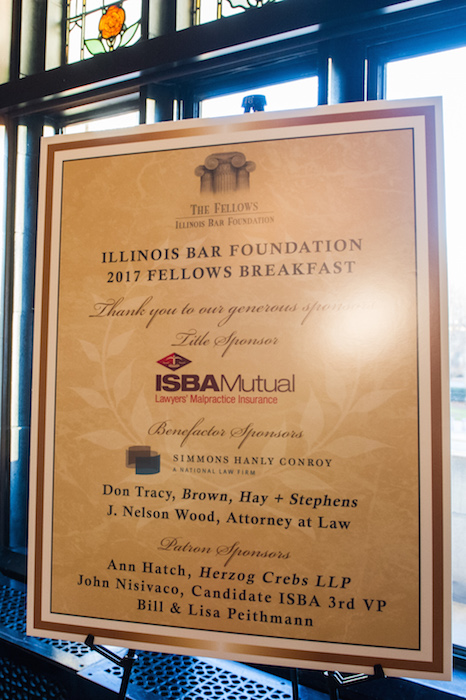 THE FELLOWS
ILLINOIS BAR FOUNDATION
ILLINOIS BAR FOUNDATION
2017 FELLOWS BREAKFAST
Thank you to our generous sponsors
Title Sponsor
ISBA Mutual
Lawyers' Malpractice Insurance
Benefactor Sponsors
SIMMONS HANLY CONROY
A NATIONAL LAW FIRM
Don Tracy, Brown, Hay + Stephens
J. Nelson Wood, Attorney at Law
Patron Sponsors
Ann Hatch, Herzog Crebs LLP
John Nisivaco, Candidate ISBA 3rd VP
Bill & Lisa Peithmann